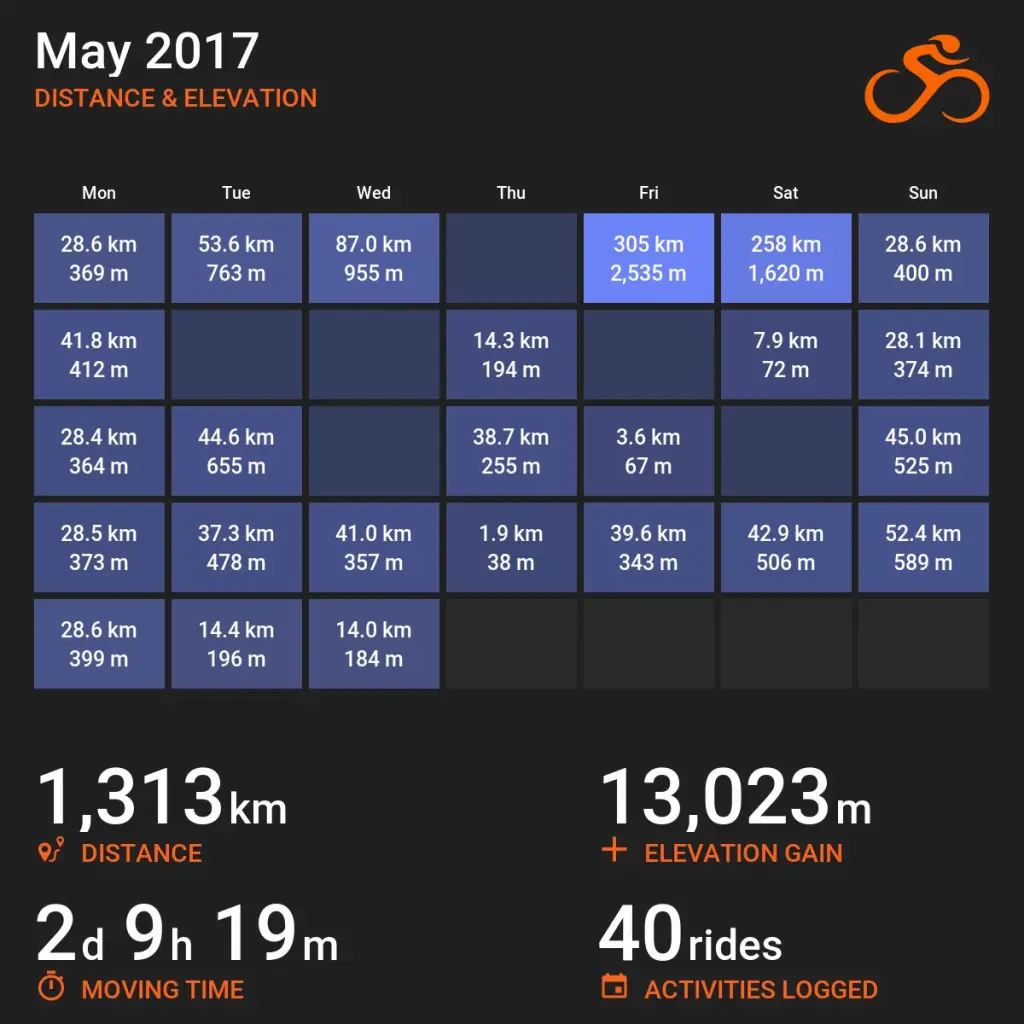 May 2017
DISTANCE & ELEVATION
Mon Tue Wed Thu Fri Sat Sun
28.6 km 53.6 km 87.0 km 305 km 258 km 28.6 km
369 m 763 m 955 m 2,535 m 1,620 m 400 m
41.8 km 14.3 km 7.9 km 28.1 km
412 m 194 m 72 m 374 m
28.4 km 44.6 km 38.7 km 3.6 km 45.0 km
364 m 655 m 255 m 67 m 525 m
28.5 km 37.3 km 41.0 km 1.9 km 39.6 km 42.9 km 52.4 km
373 m 478 m 357 m 38 m 343 m 506 m 589 m
28.6 km 14.4 km 14.0 km
399 m 196 m 184 m
1,313 km 13,023 m
DISTANCE ELEVATION GAIN
2d 9h 19m 40 rides
MOVING TIME ACTIVITIES LOGGED